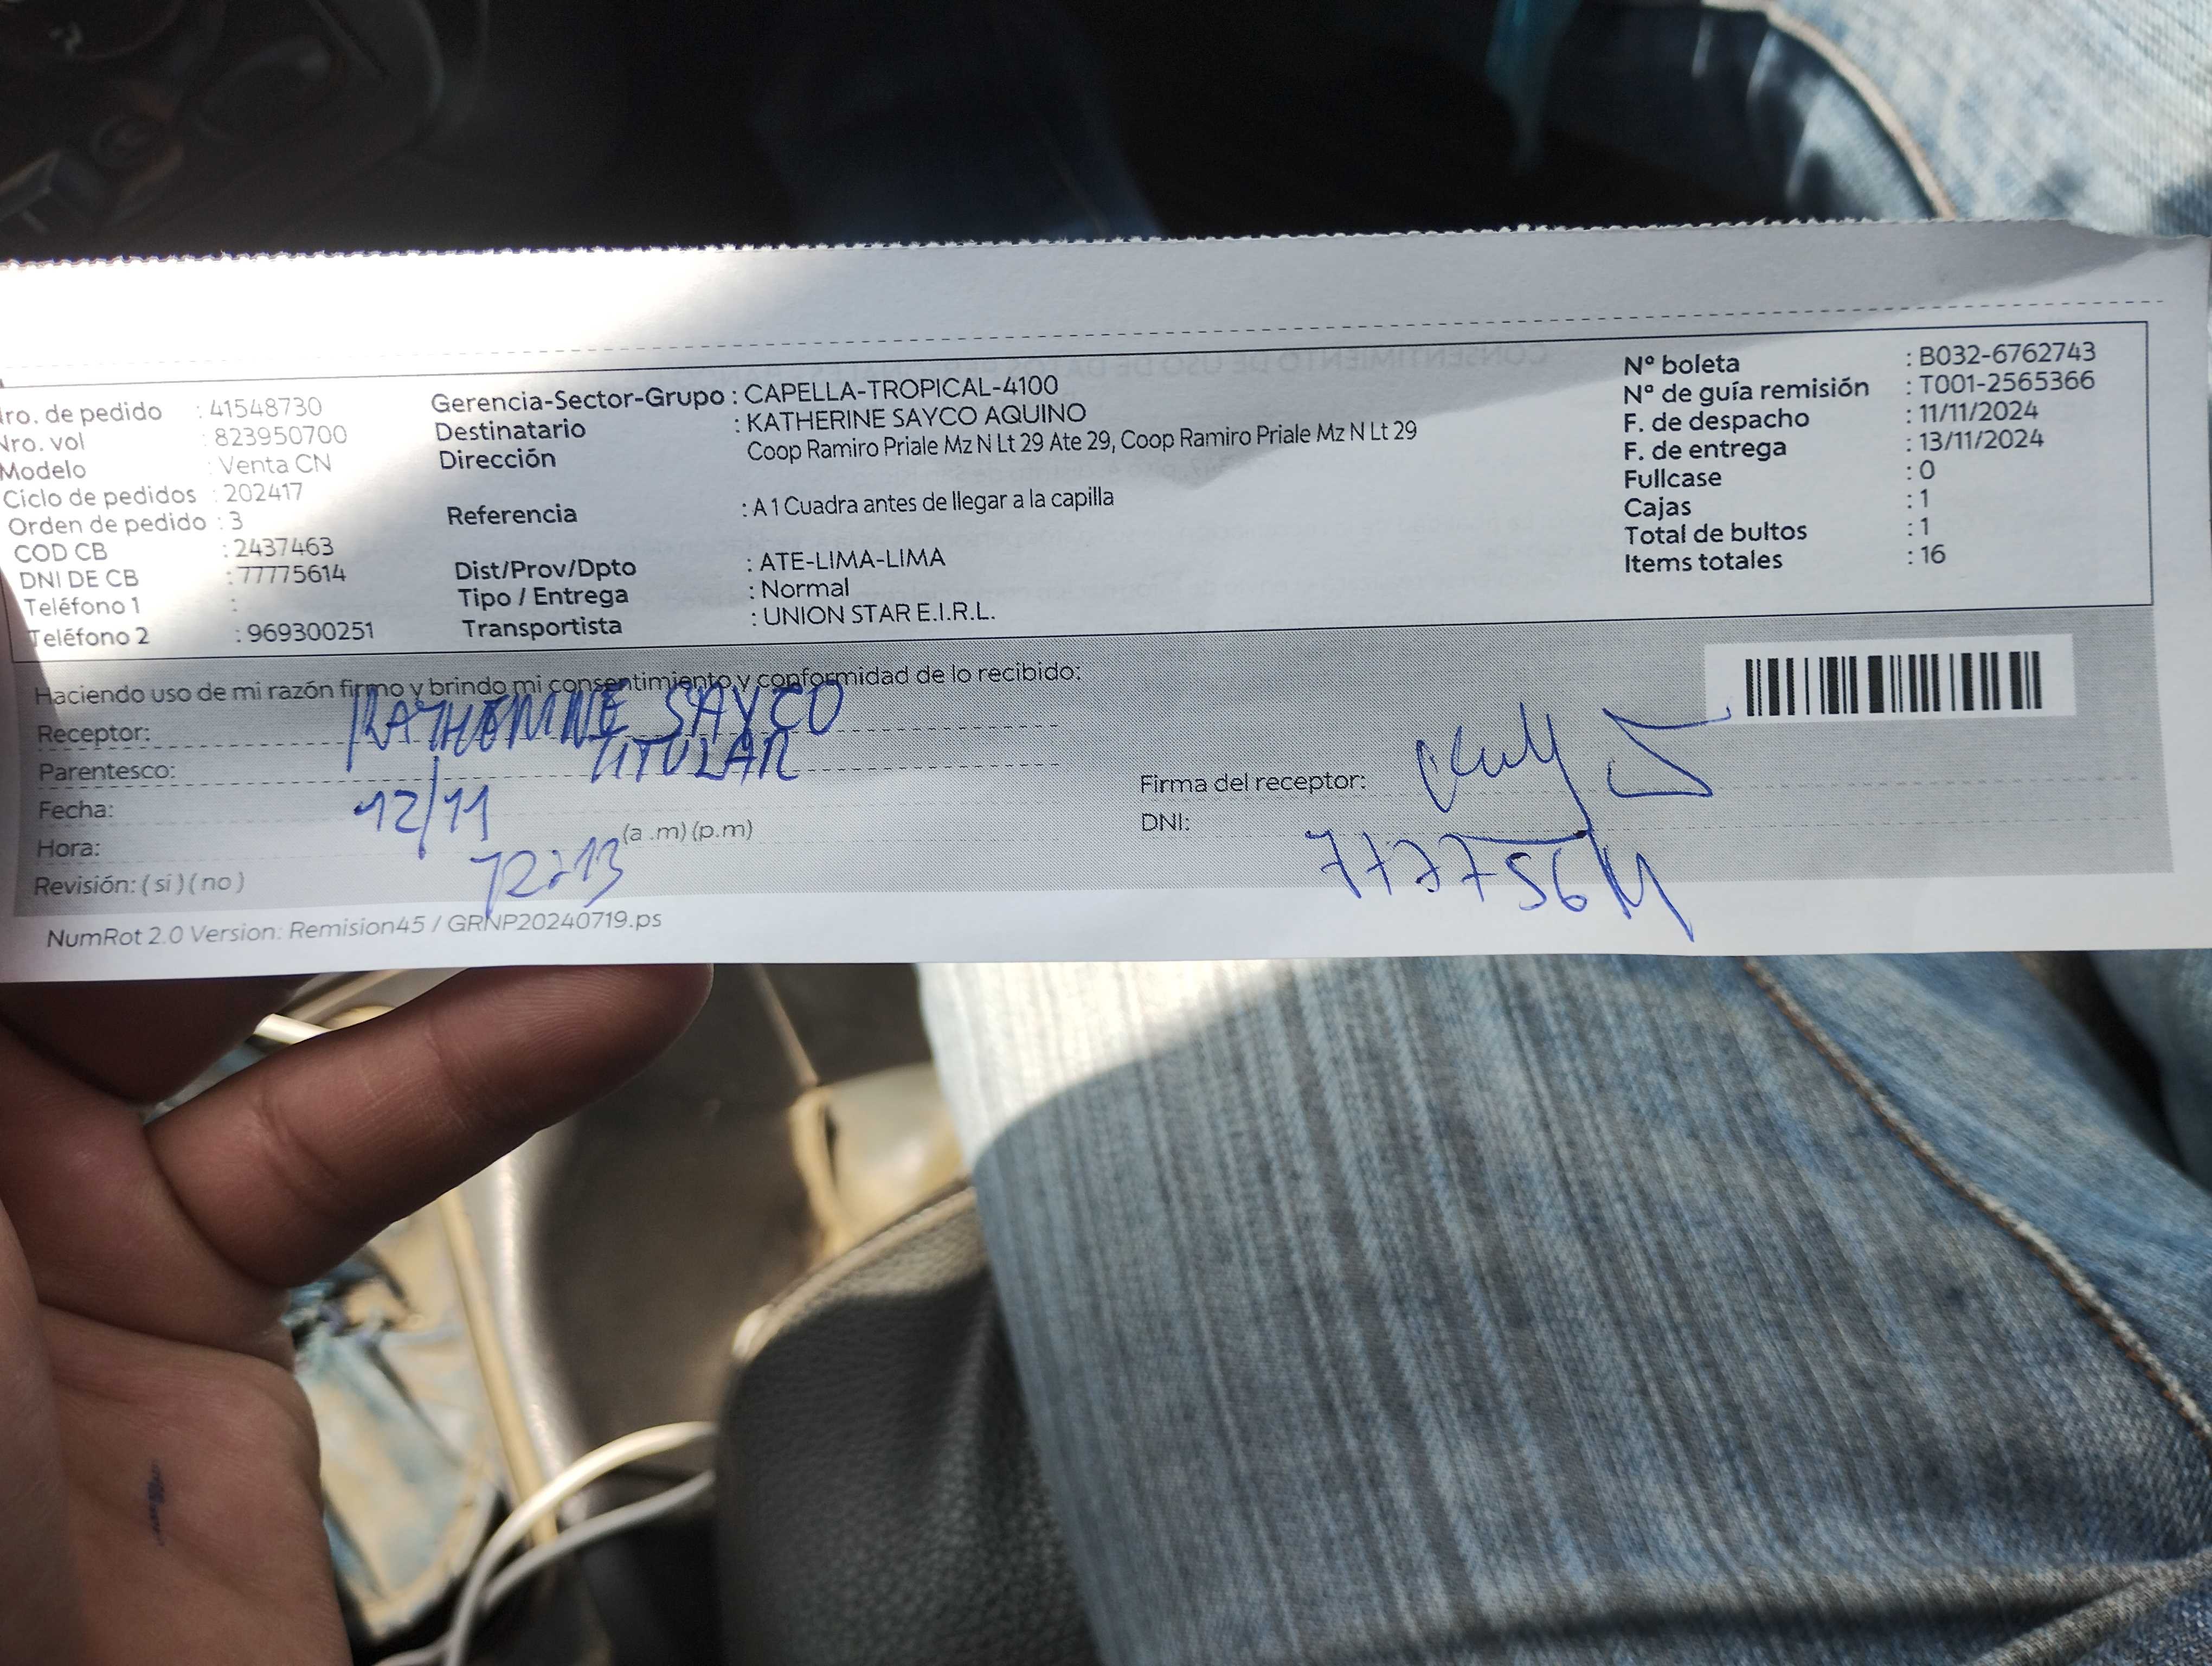 Nro. de pedido : 41548730
Nro. vol : 823950700
Modelo : Venta CN
Ciclo de pedidos : 202417
Orden de pedido : 3
COD CB : 2437463
DNI DE CB : 77775614
Teléfono 1 :
Teléfono 2 : 969300251
Gerencia-Sector-Grupo : CAPELLA-TROPICAL-4100
Destinatario : KATHERINE SAYCO AQUINO
Dirección Coop Ramiro Priale Mz N Lt 29 Ate 29, Coop Ramiro Priale Mz N Lt 29
Referencia : A 1 Cuadra antes de llegar a la capilla
Dist/Prov/Dpto : ATE-LIMA-LIMA
Tipo / Entrega : Normal
Transportista : UNION STAR E.I.R.L.
Nº boleta : B032-6762743
Nº de guía remisión : T001-2565366
F. de despacho : 11/11/2024
F. de entrega : 13/11/2024
Fullcase : 0
Cajas : 1
Total de bultos : 1
Items totales : 16
Haciendo uso de mi razón firmo y brindo mi consentimiento y conformidad de lo recibido:
Receptor: KATHERINE SAYCO
Parentesco: TITULAR
Fecha: 12/11
Hora: 12:13 (a .m) (p.m)
Revisión: ( si ) ( no )
Firma del receptor:
DNI: 77775614
NumRot 2.0 Version: Remision45 / GRNP20240719.ps